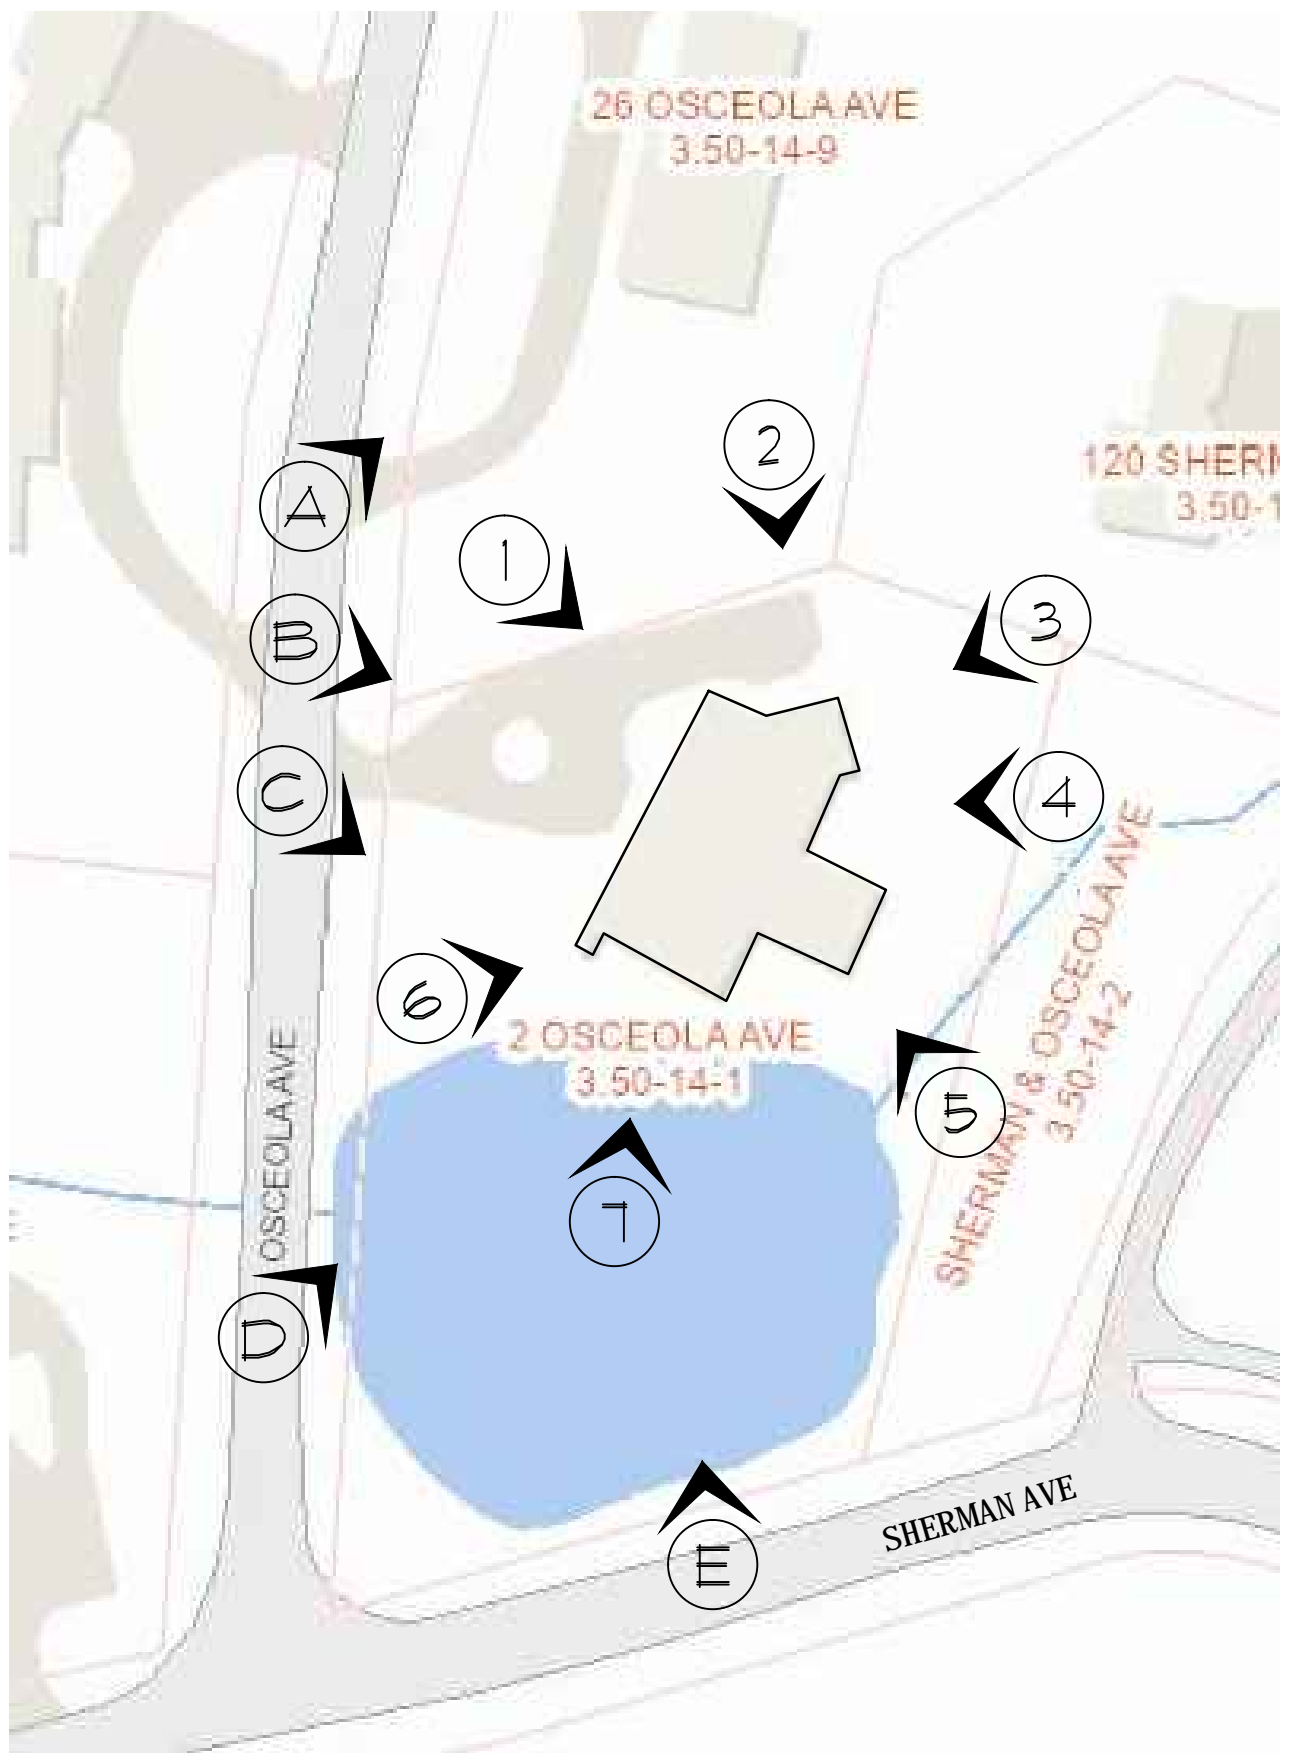 26 OSCEOLA AVE
3.50-14-9
2
120 SHERM
3.50-1
A
1
3
B
4
C
6
2 OSCEOLA AVE
3.50-14-1
SHERMAN & OSCEOLA AVE
3.50-14-2
5
OSCEOLA AVE
7
D
SHERMAN AVE
E